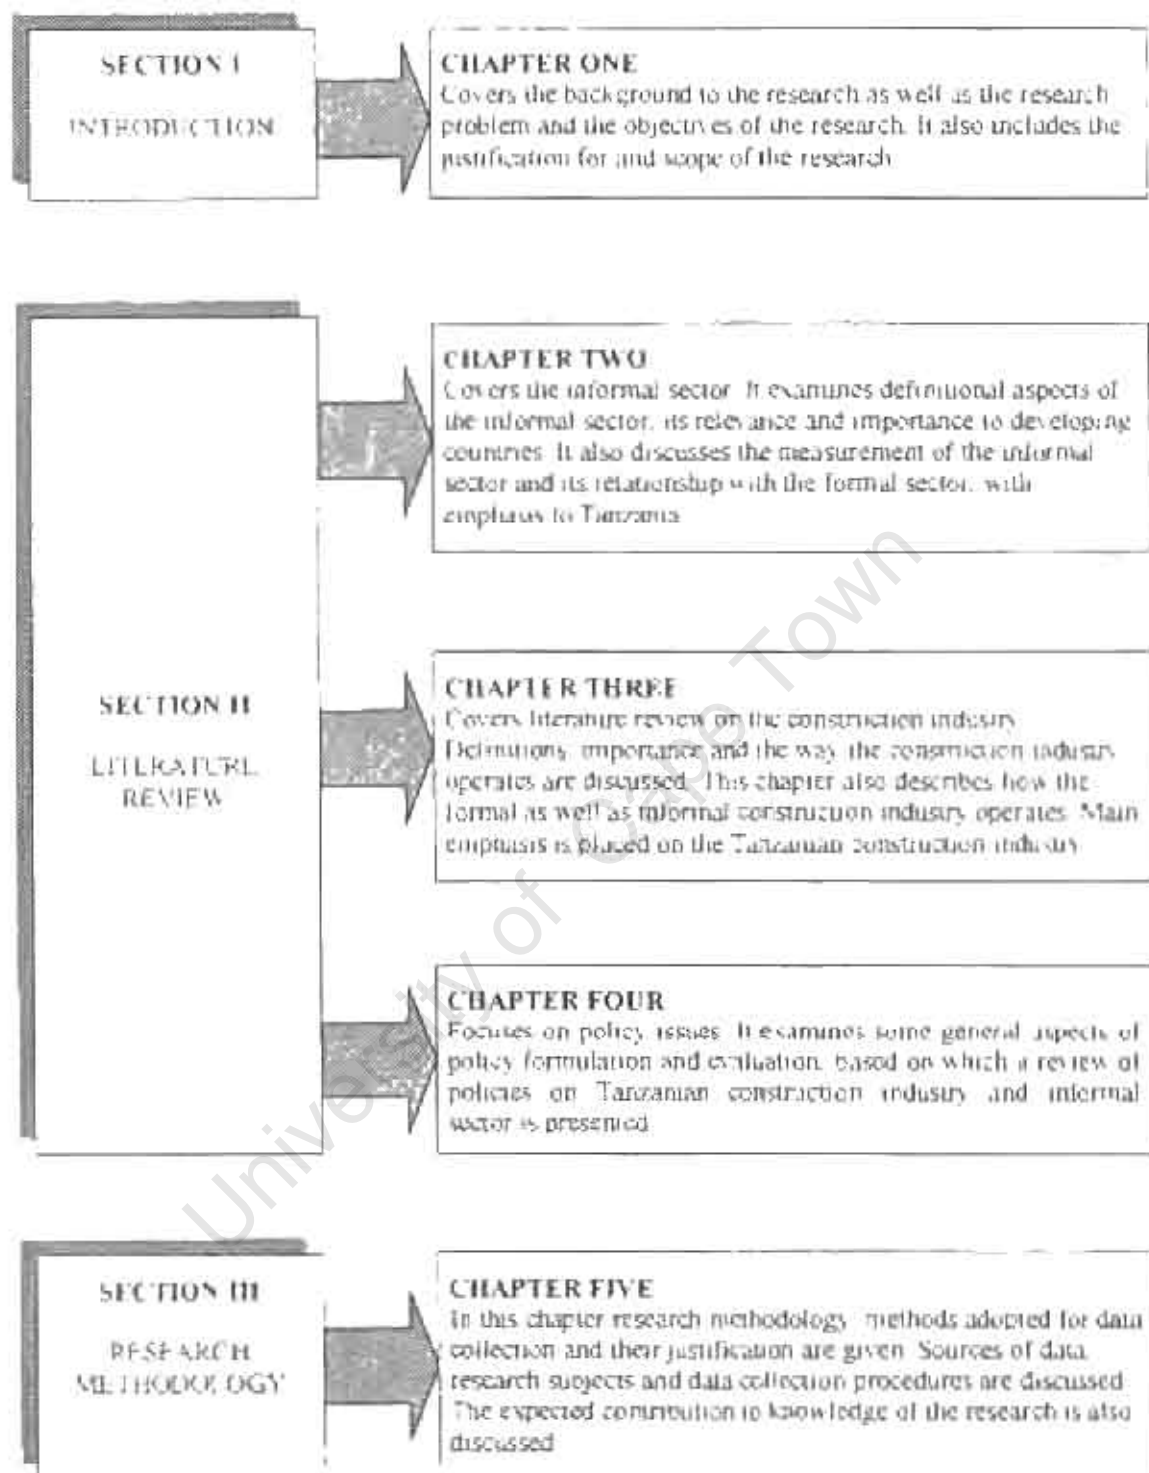 SECTION I
INTRODUCTION
CHAPTER ONE
Covers the background to the research as well as the research
problem and the objectives of the research. It also includes the
justification for and scope of the research
SECTION II
LITERATURE
REVIEW
CHAPTER TWO
Covers the informal sector. It examines definitional aspects of
the informal sector, its relevance and importance to developing
countries. It also discusses the measurement of the informal
sector and its relationship with the formal sector, with
emphasis to Tanzania
CHAPTER THREE
Covers literature review on the construction industry
Definitions, importance and the way the construction industry
operates are discussed. This chapter also describes how the
formal as well as informal construction industry operates. Main
emphasis is placed on the Tanzanian construction industry
CHAPTER FOUR
Focuses on policy issues. It examines some general aspects of
policy formulation and evaluation, based on which a review of
policies on Tanzanian construction industry and informal
sector is presented
SECTION III
RESEARCH
METHODOLOGY
CHAPTER FIVE
In this chapter research methodology, methods adopted for data
collection and their justification are given. Sources of data,
research subjects and data collection procedures are discussed
The expected contribution to knowledge of the research is also
discussed
University of Cape Town